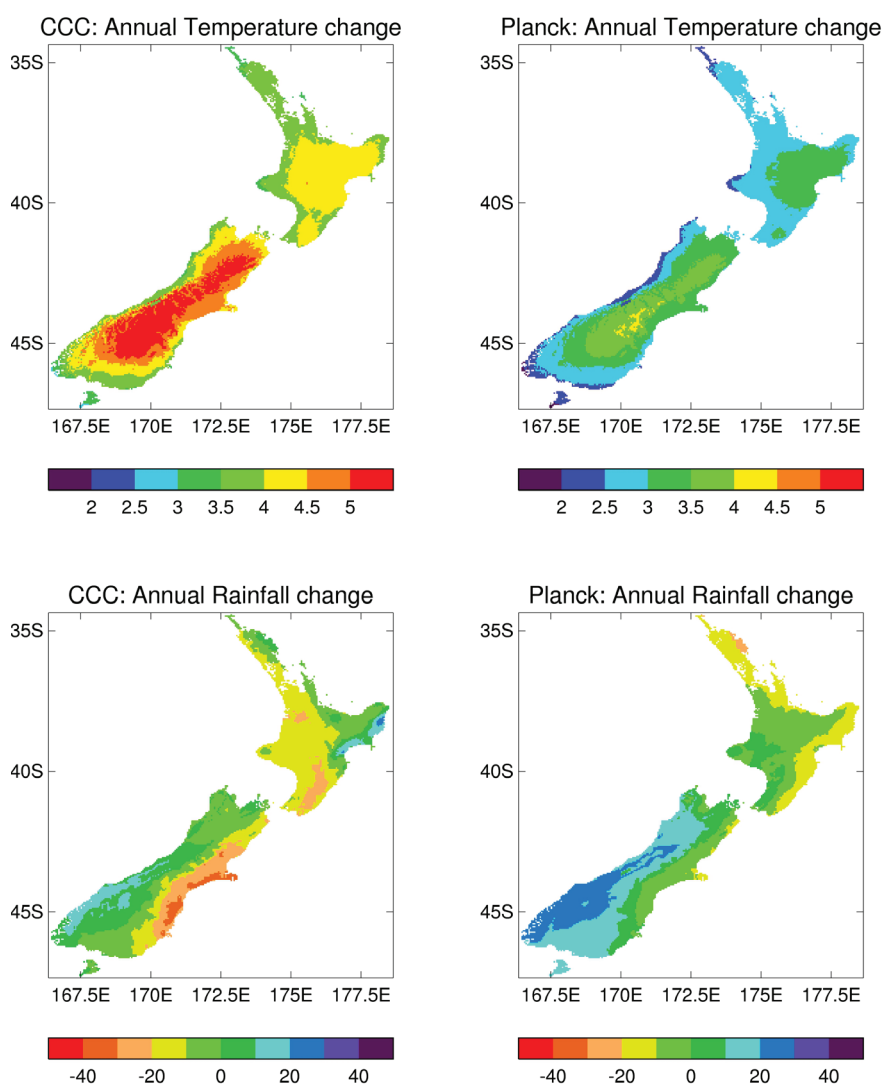 CCC: Annual Temperature change
35S
40S
45S
167.5E 170E 172.5E 175E 177.5E
2 2.5 3 3.5 4 4.5 5
Planck: Annual Temperature change
35S
40S
45S
167.5E 170E 172.5E 175E 177.5E
2 2.5 3 3.5 4 4.5 5
CCC: Annual Rainfall change
35S
40S
45S
167.5E 170E 172.5E 175E 177.5E
-40 -20 0 20 40
Planck: Annual Rainfall change
35S
40S
45S
167.5E 170E 172.5E 175E 177.5E
-40 -20 0 20 40